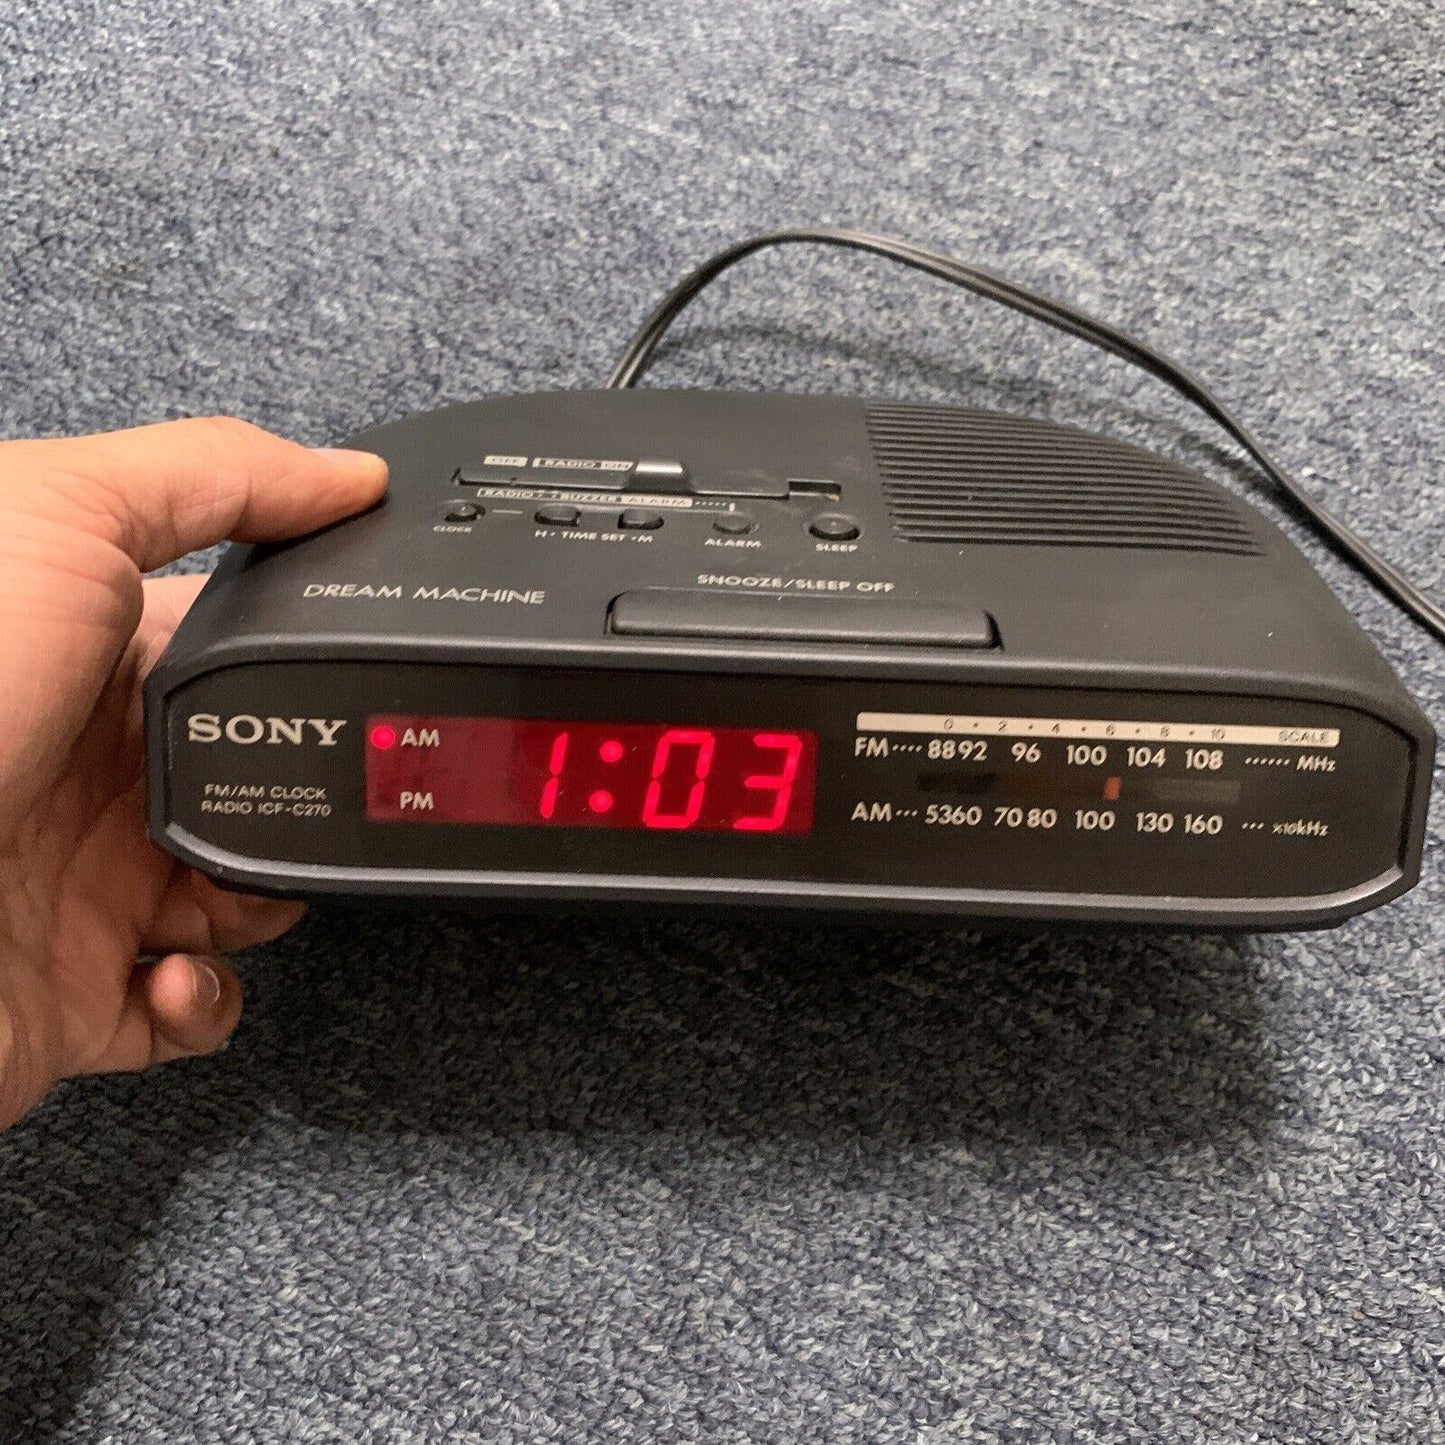 OFF RADIO ON
RADIO • • BUZZER ALARM
CLOCK H • TIME SET • M ALARM SLEEP
DREAM MACHINE
SNOOZE/SLEEP OFF
SONY
FM/AM CLOCK
RADIO ICF-C270
AM
PM
1:03
0 • 2 • 4 • 6 • 8 • 10 SCALE
FM •••• 88 92 96 100 104 108 •••••• MHz
AM ••• 53 60 70 80 100 130 160 ••• x10kHz